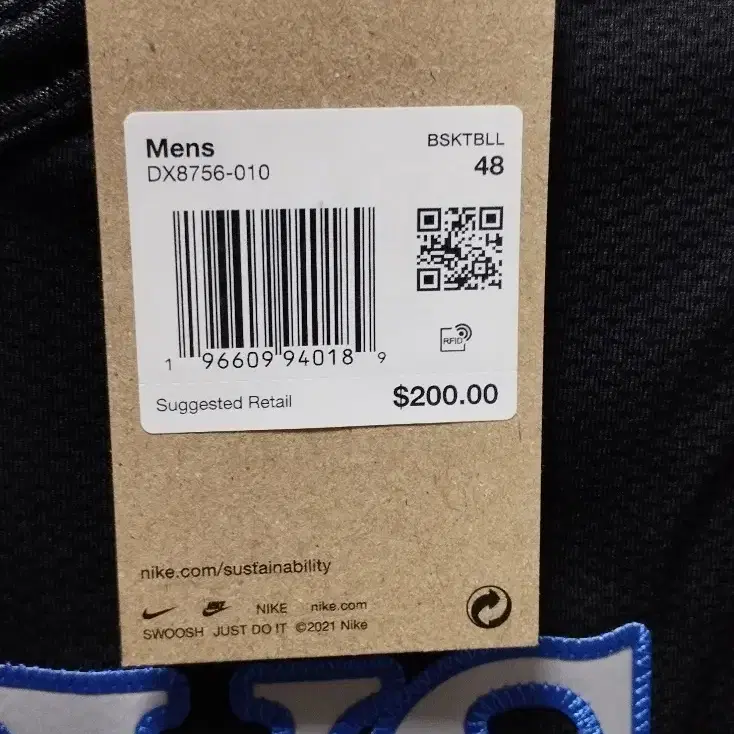 Mens BSKTBLL
DX8756-010 48
1 96609 94018 9
RFID
Suggested Retail $200.00
nike.com/sustainability
NIKE nike.com
SWOOSH JUST DO IT ©2021 Nike